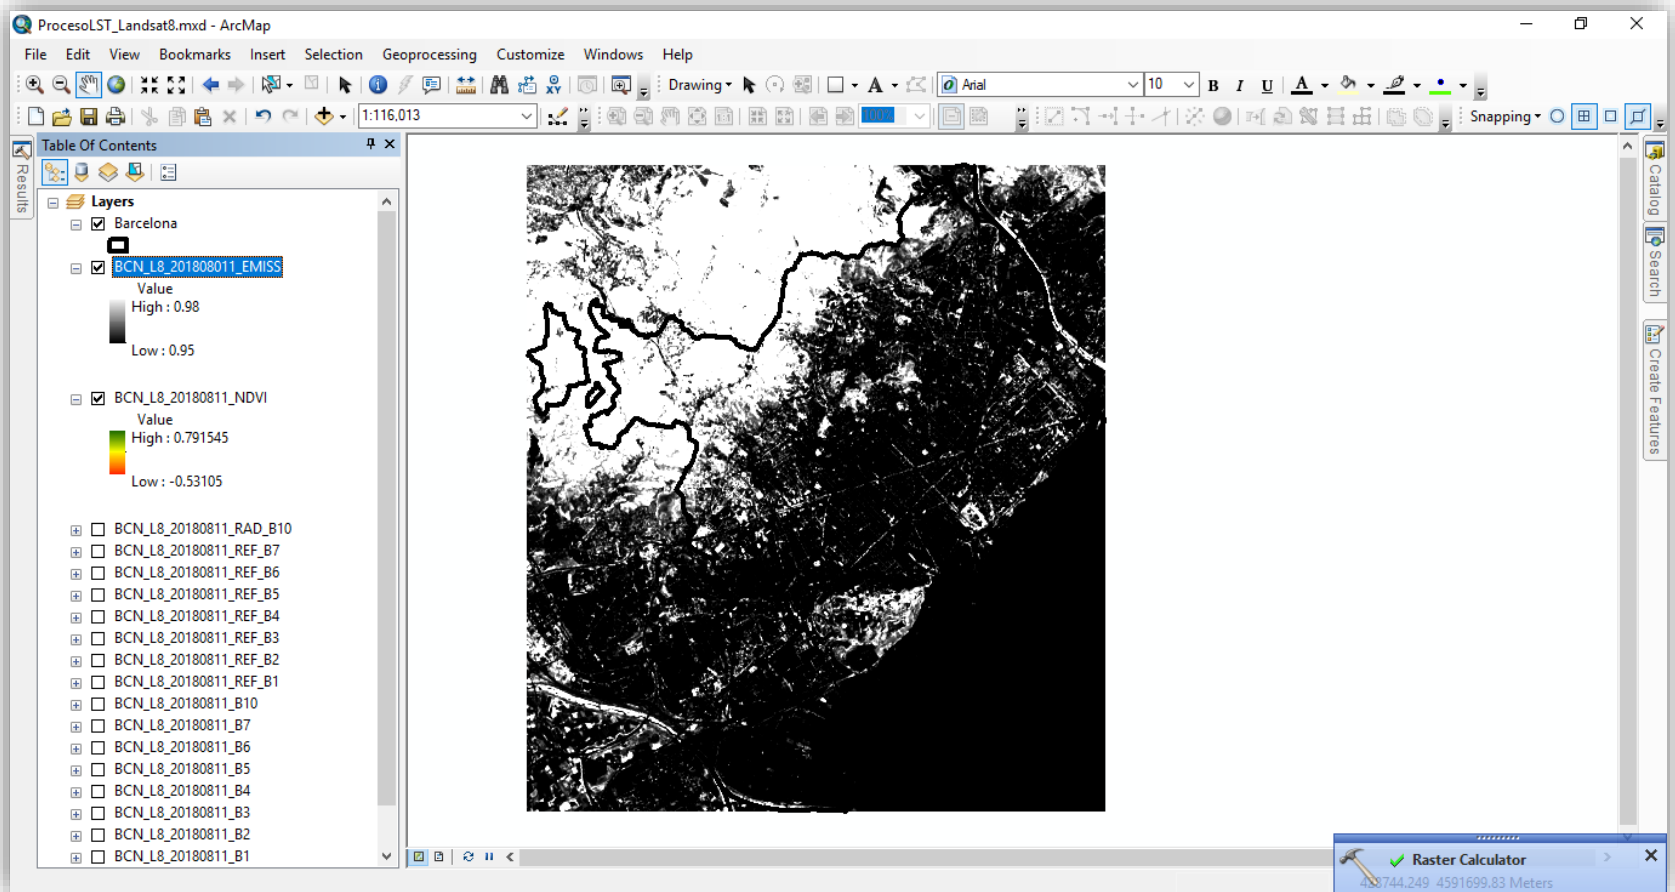 ProcesoLST_Landsat8.mxd - ArcMap
File Edit View Bookmarks Insert Selection Geoprocessing Customize Windows Help
Drawing Arial 10 B I U A
1:116,013 100% Snapping
Table Of Contents
Results
Layers
Barcelona
BCN_L8_201808011_EMISS
Value
High : 0.98
Low : 0.95
BCN_L8_20180811_NDVI
Value
High : 0.791545
Low : -0.53105
BCN_L8_20180811_RAD_B10
BCN_L8_20180811_REF_B7
BCN_L8_20180811_REF_B6
BCN_L8_20180811_REF_B5
BCN_L8_20180811_REF_B4
BCN_L8_20180811_REF_B3
BCN_L8_20180811_REF_B2
BCN_L8_20180811_REF_B1
BCN_L8_20180811_B10
BCN_L8_20180811_B7
BCN_L8_20180811_B6
BCN_L8_20180811_B5
BCN_L8_20180811_B4
BCN_L8_20180811_B3
BCN_L8_20180811_B2
BCN_L8_20180811_B1
Catalog
Search
Create Features
Raster Calculator
4591699.83 Meters